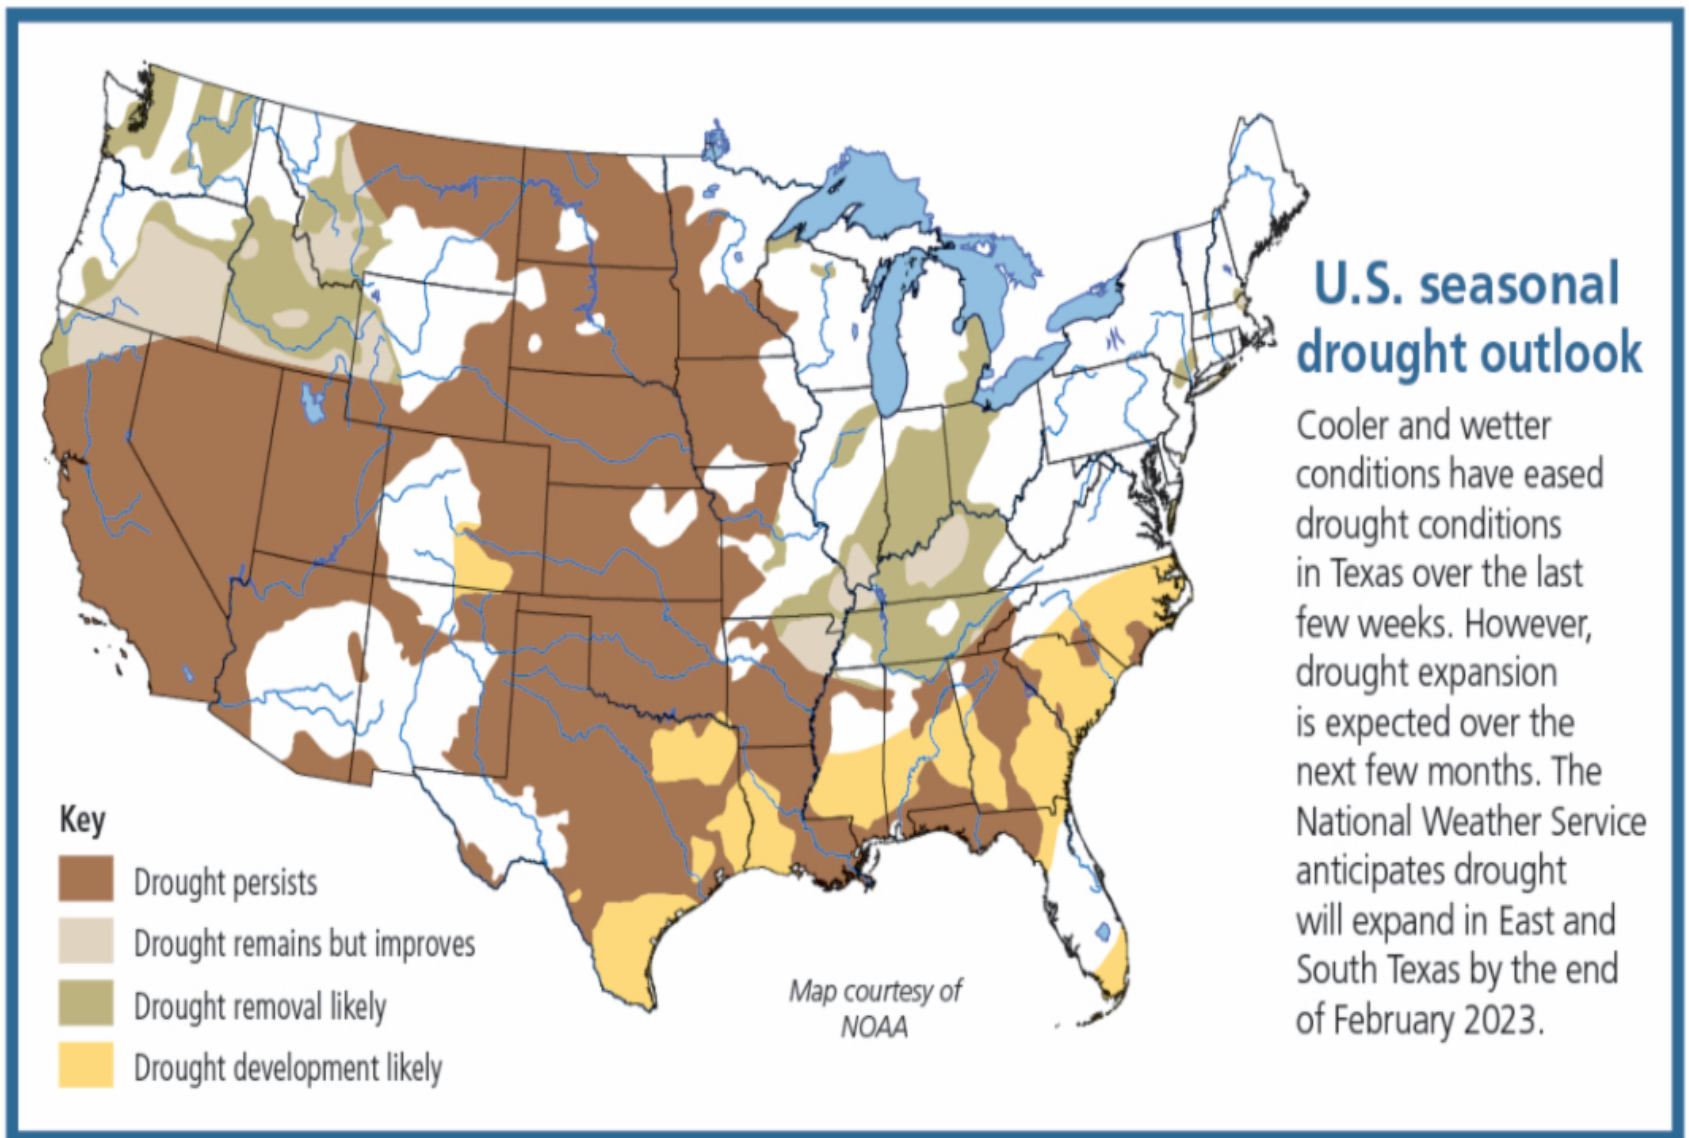 U.S. seasonal
drought outlook
Cooler and wetter
conditions have eased
drought conditions
in Texas over the last
few weeks. However,
drought expansion
is expected over the
next few months. The
National Weather Service
anticipates drought
will expand in East and
South Texas by the end
of February 2023.
Key
Drought persists
Drought remains but improves
Drought removal likely
Drought development likely
Map courtesy of
NOAA